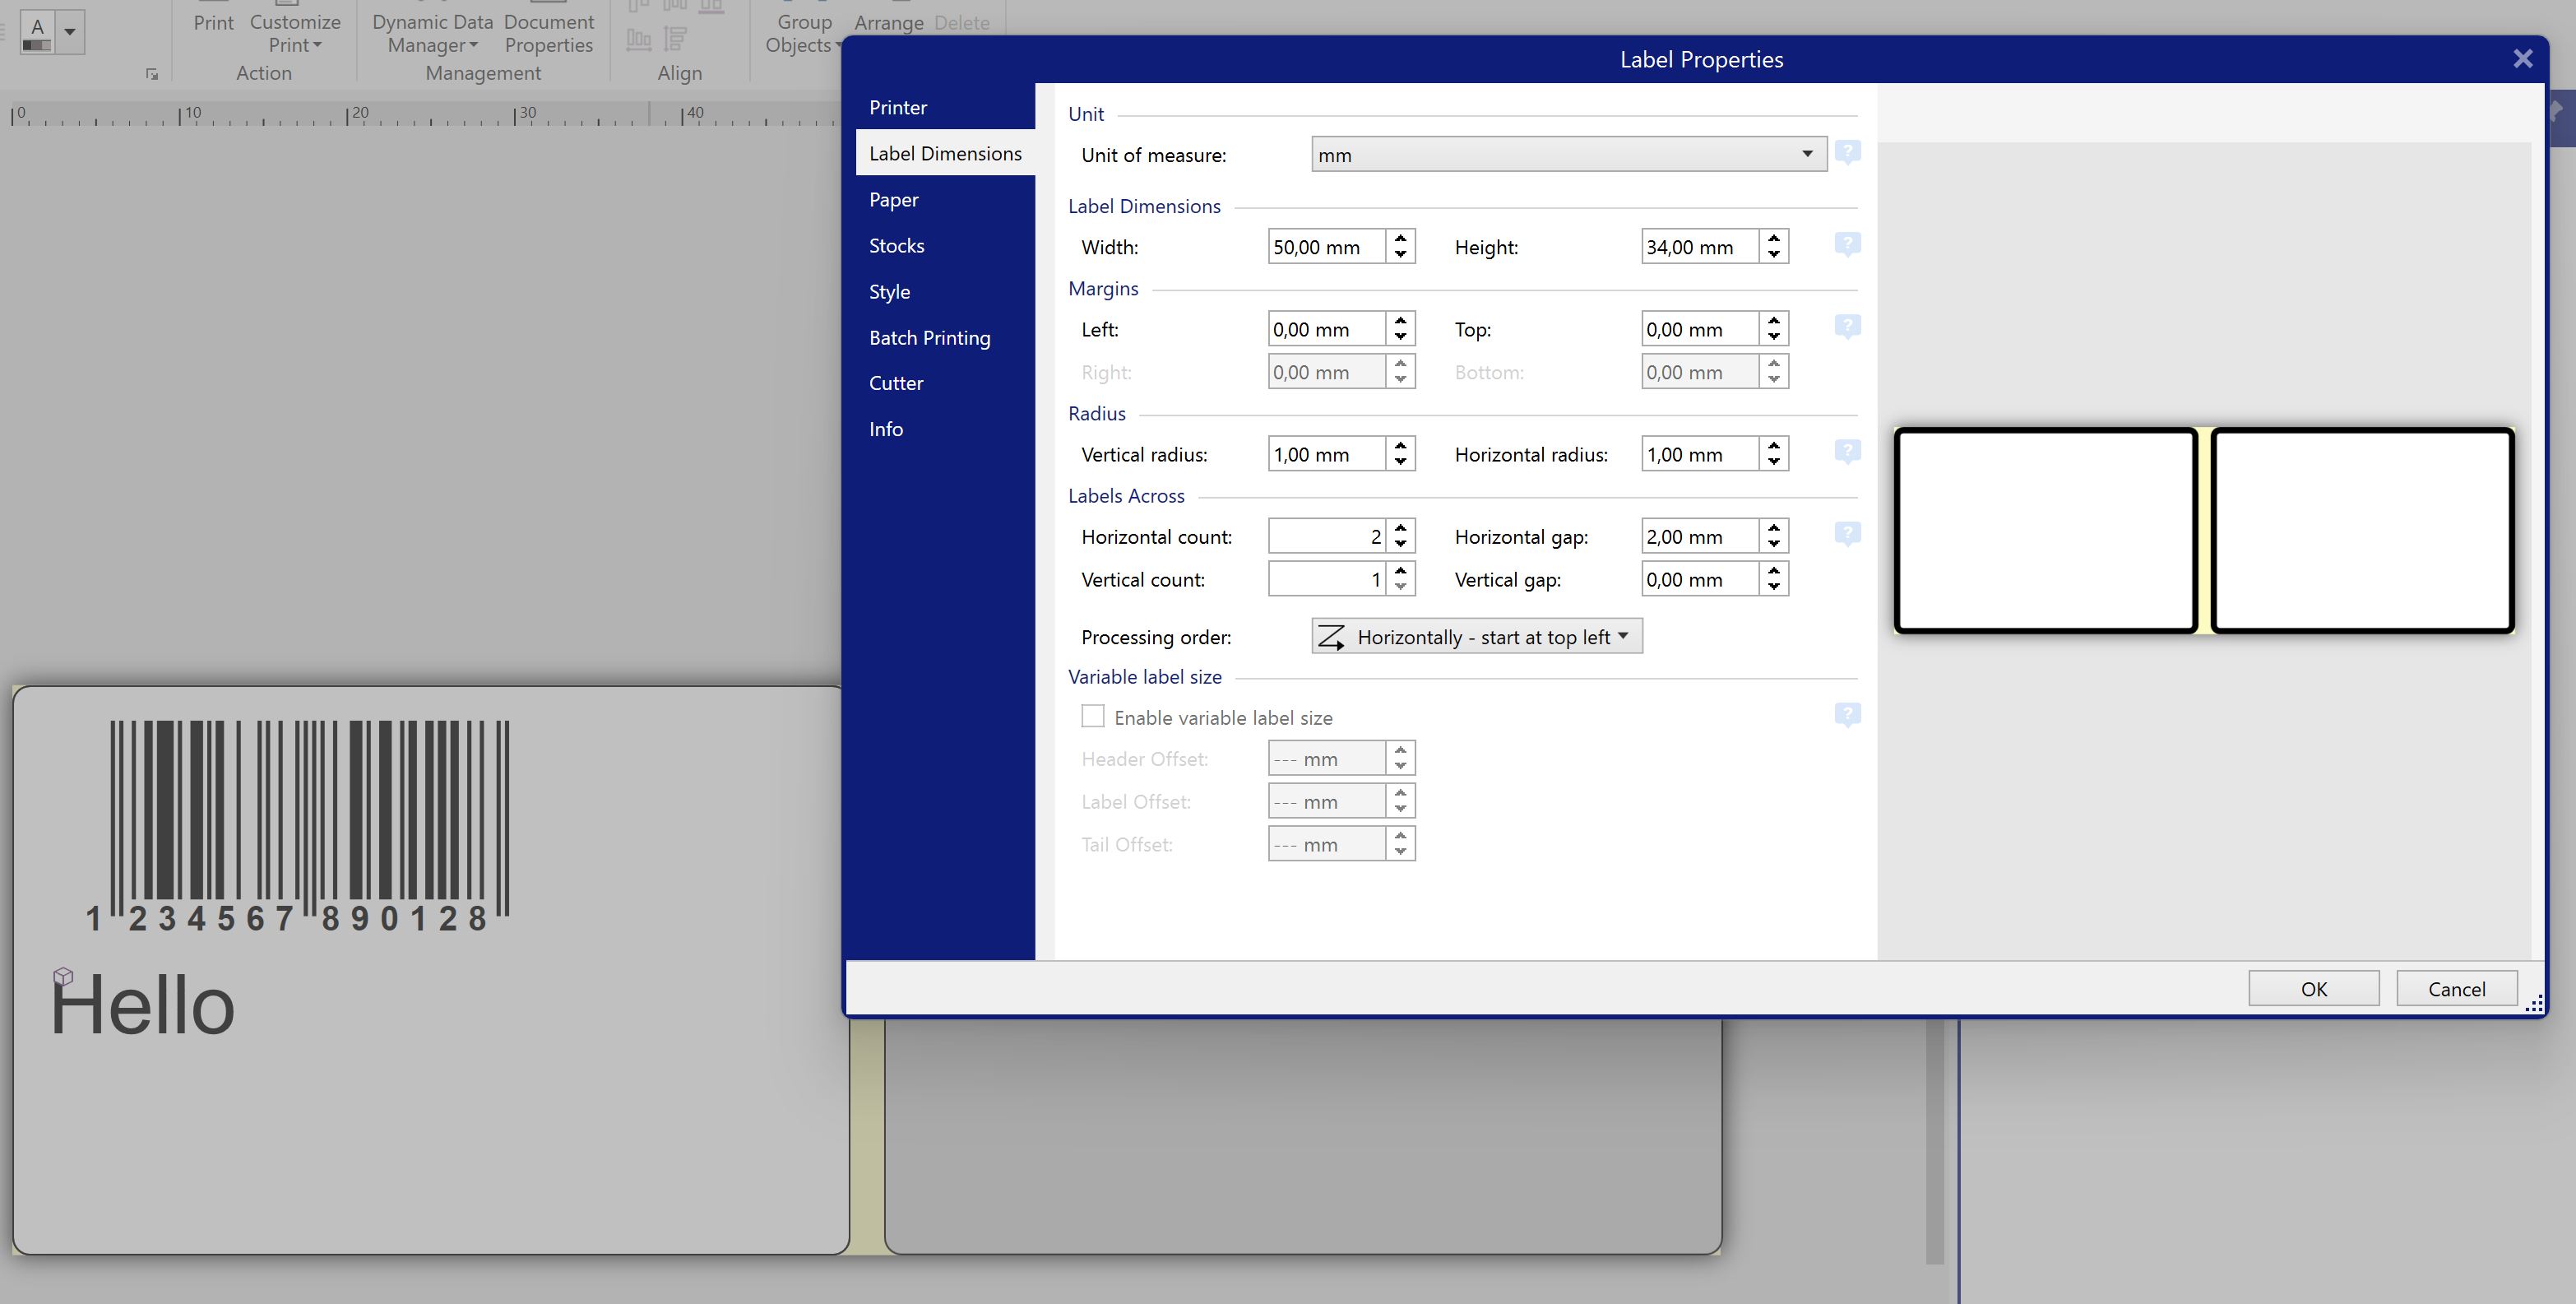 A
Print
Customize Print
Dynamic Data Manager
Document Properties
Group Objects
Arrange
Delete
Action
Management
Align
0 10 20 30 40
1 234567 890128
Hello
Label Properties
Printer
Label Dimensions
Paper
Stocks
Style
Batch Printing
Cutter
Info
Unit
Unit of measure: mm ?
Label Dimensions
Width: 50,00 mm Height: 34,00 mm ?
Margins
Left: 0,00 mm Top: 0,00 mm ?
Right: 0,00 mm Bottom: 0,00 mm
Radius
Vertical radius: 1,00 mm Horizontal radius: 1,00 mm ?
Labels Across
Horizontal count: 2 Horizontal gap: 2,00 mm ?
Vertical count: 1 Vertical gap: 0,00 mm
Processing order: Horizontally - start at top left
Variable label size
Enable variable label size ?
Header Offset: --- mm
Label Offset: --- mm
Tail Offset: --- mm
OK Cancel